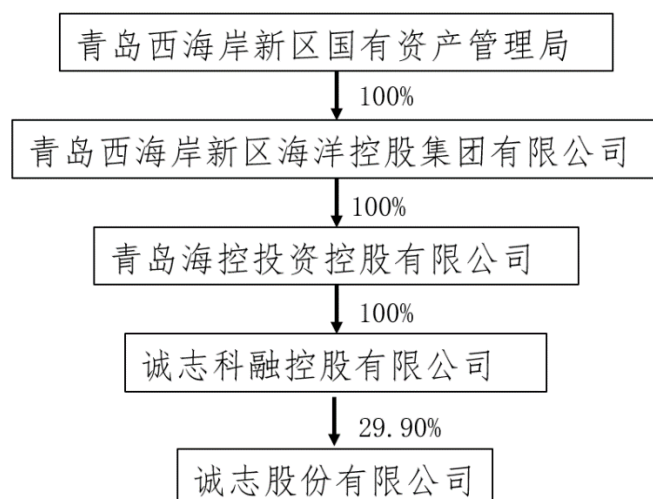 青岛西海岸新区国有资产管理局
100%
青岛西海岸新区海洋控股集团有限公司
100%
青岛海控投资控股有限公司
100%
诚志科融控股有限公司
29.90%
诚志股份有限公司